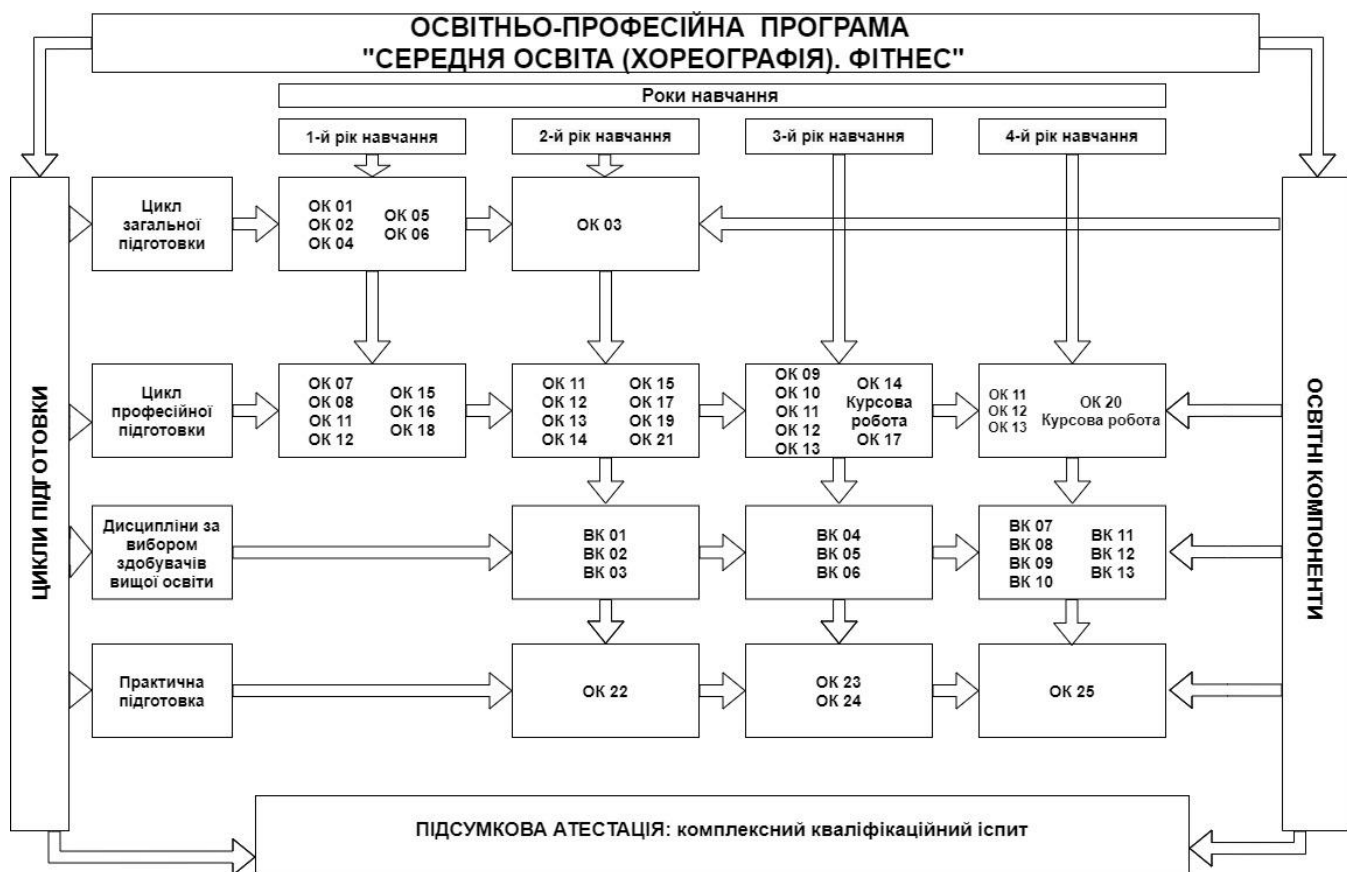 ОСВІТНЬО-ПРОФЕСІЙНА ПРОГРАМА
"СЕРЕДНЯ ОСВІТА (ХОРЕОГРАФІЯ). ФІТНЕС"
Роки навчання
1-й рік навчання
2-й рік навчання
3-й рік навчання
4-й рік навчання
ЦИКЛИ ПІДГОТОВКИ
Цикл
загальної
підготовки
ОК 01
ОК 02
ОК 04
ОК 05
ОК 06
ОК 03
Цикл
професійної
підготовки
ОК 07
ОК 08
ОК 11
ОК 12
ОК 15
ОК 16
ОК 18
ОК 11
ОК 12
ОК 13
ОК 14
ОК 15
ОК 17
ОК 19
ОК 21
ОК 09
ОК 10
ОК 11
ОК 12
ОК 13
ОК 14
Курсова
робота
ОК 17
ОК 11
ОК 12
ОК 13
ОК 20
Курсова робота
Дисципліни за
вибором
здобувачів
вищої освіти
ВК 01
ВК 02
ВК 03
ВК 04
ВК 05
ВК 06
ВК 07
ВК 08
ВК 09
ВК 10
ВК 11
ВК 12
ВК 13
Практична
підготовка
ОК 22
ОК 23
ОК 24
ОК 25
ОСВІТНІ КОМПОНЕНТИ
ПІДСУМКОВА АТЕСТАЦІЯ: комплексний кваліфікаційний іспит